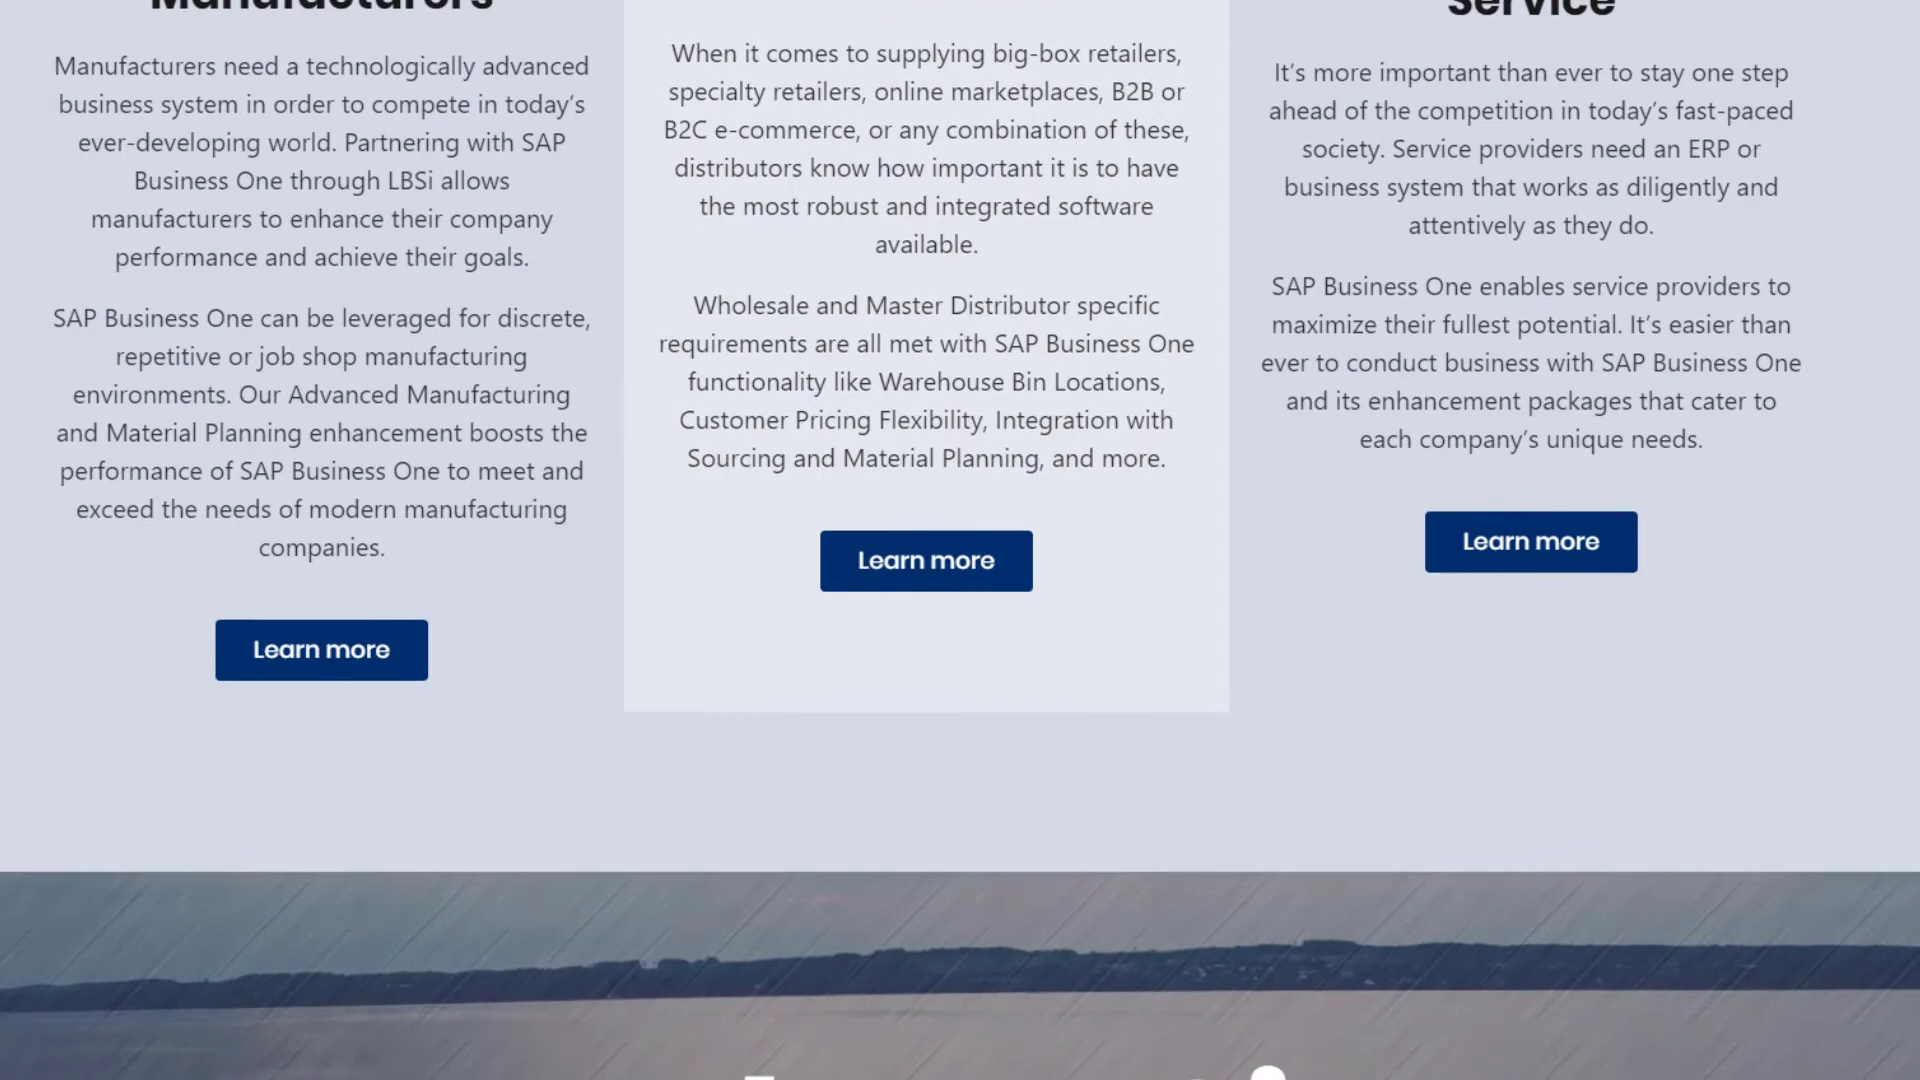 Manufacturers
Manufacturers need a technologically advanced
business system in order to compete in today’s
ever-developing world. Partnering with SAP
Business One through LBSi allows
manufacturers to enhance their company
performance and achieve their goals.
SAP Business One can be leveraged for discrete,
repetitive or job shop manufacturing
environments. Our Advanced Manufacturing
and Material Planning enhancement boosts the
performance of SAP Business One to meet and
exceed the needs of modern manufacturing
companies.
Learn more
When it comes to supplying big-box retailers,
specialty retailers, online marketplaces, B2B or
B2C e-commerce, or any combination of these,
distributors know how important it is to have
the most robust and integrated software
available.
Wholesale and Master Distributor specific
requirements are all met with SAP Business One
functionality like Warehouse Bin Locations,
Customer Pricing Flexibility, Integration with
Sourcing and Material Planning, and more.
Learn more
Service
It’s more important than ever to stay one step
ahead of the competition in today’s fast-paced
society. Service providers need an ERP or
business system that works as diligently and
attentively as they do.
SAP Business One enables service providers to
maximize their fullest potential. It’s easier than
ever to conduct business with SAP Business One
and its enhancement packages that cater to
each company’s unique needs.
Learn more